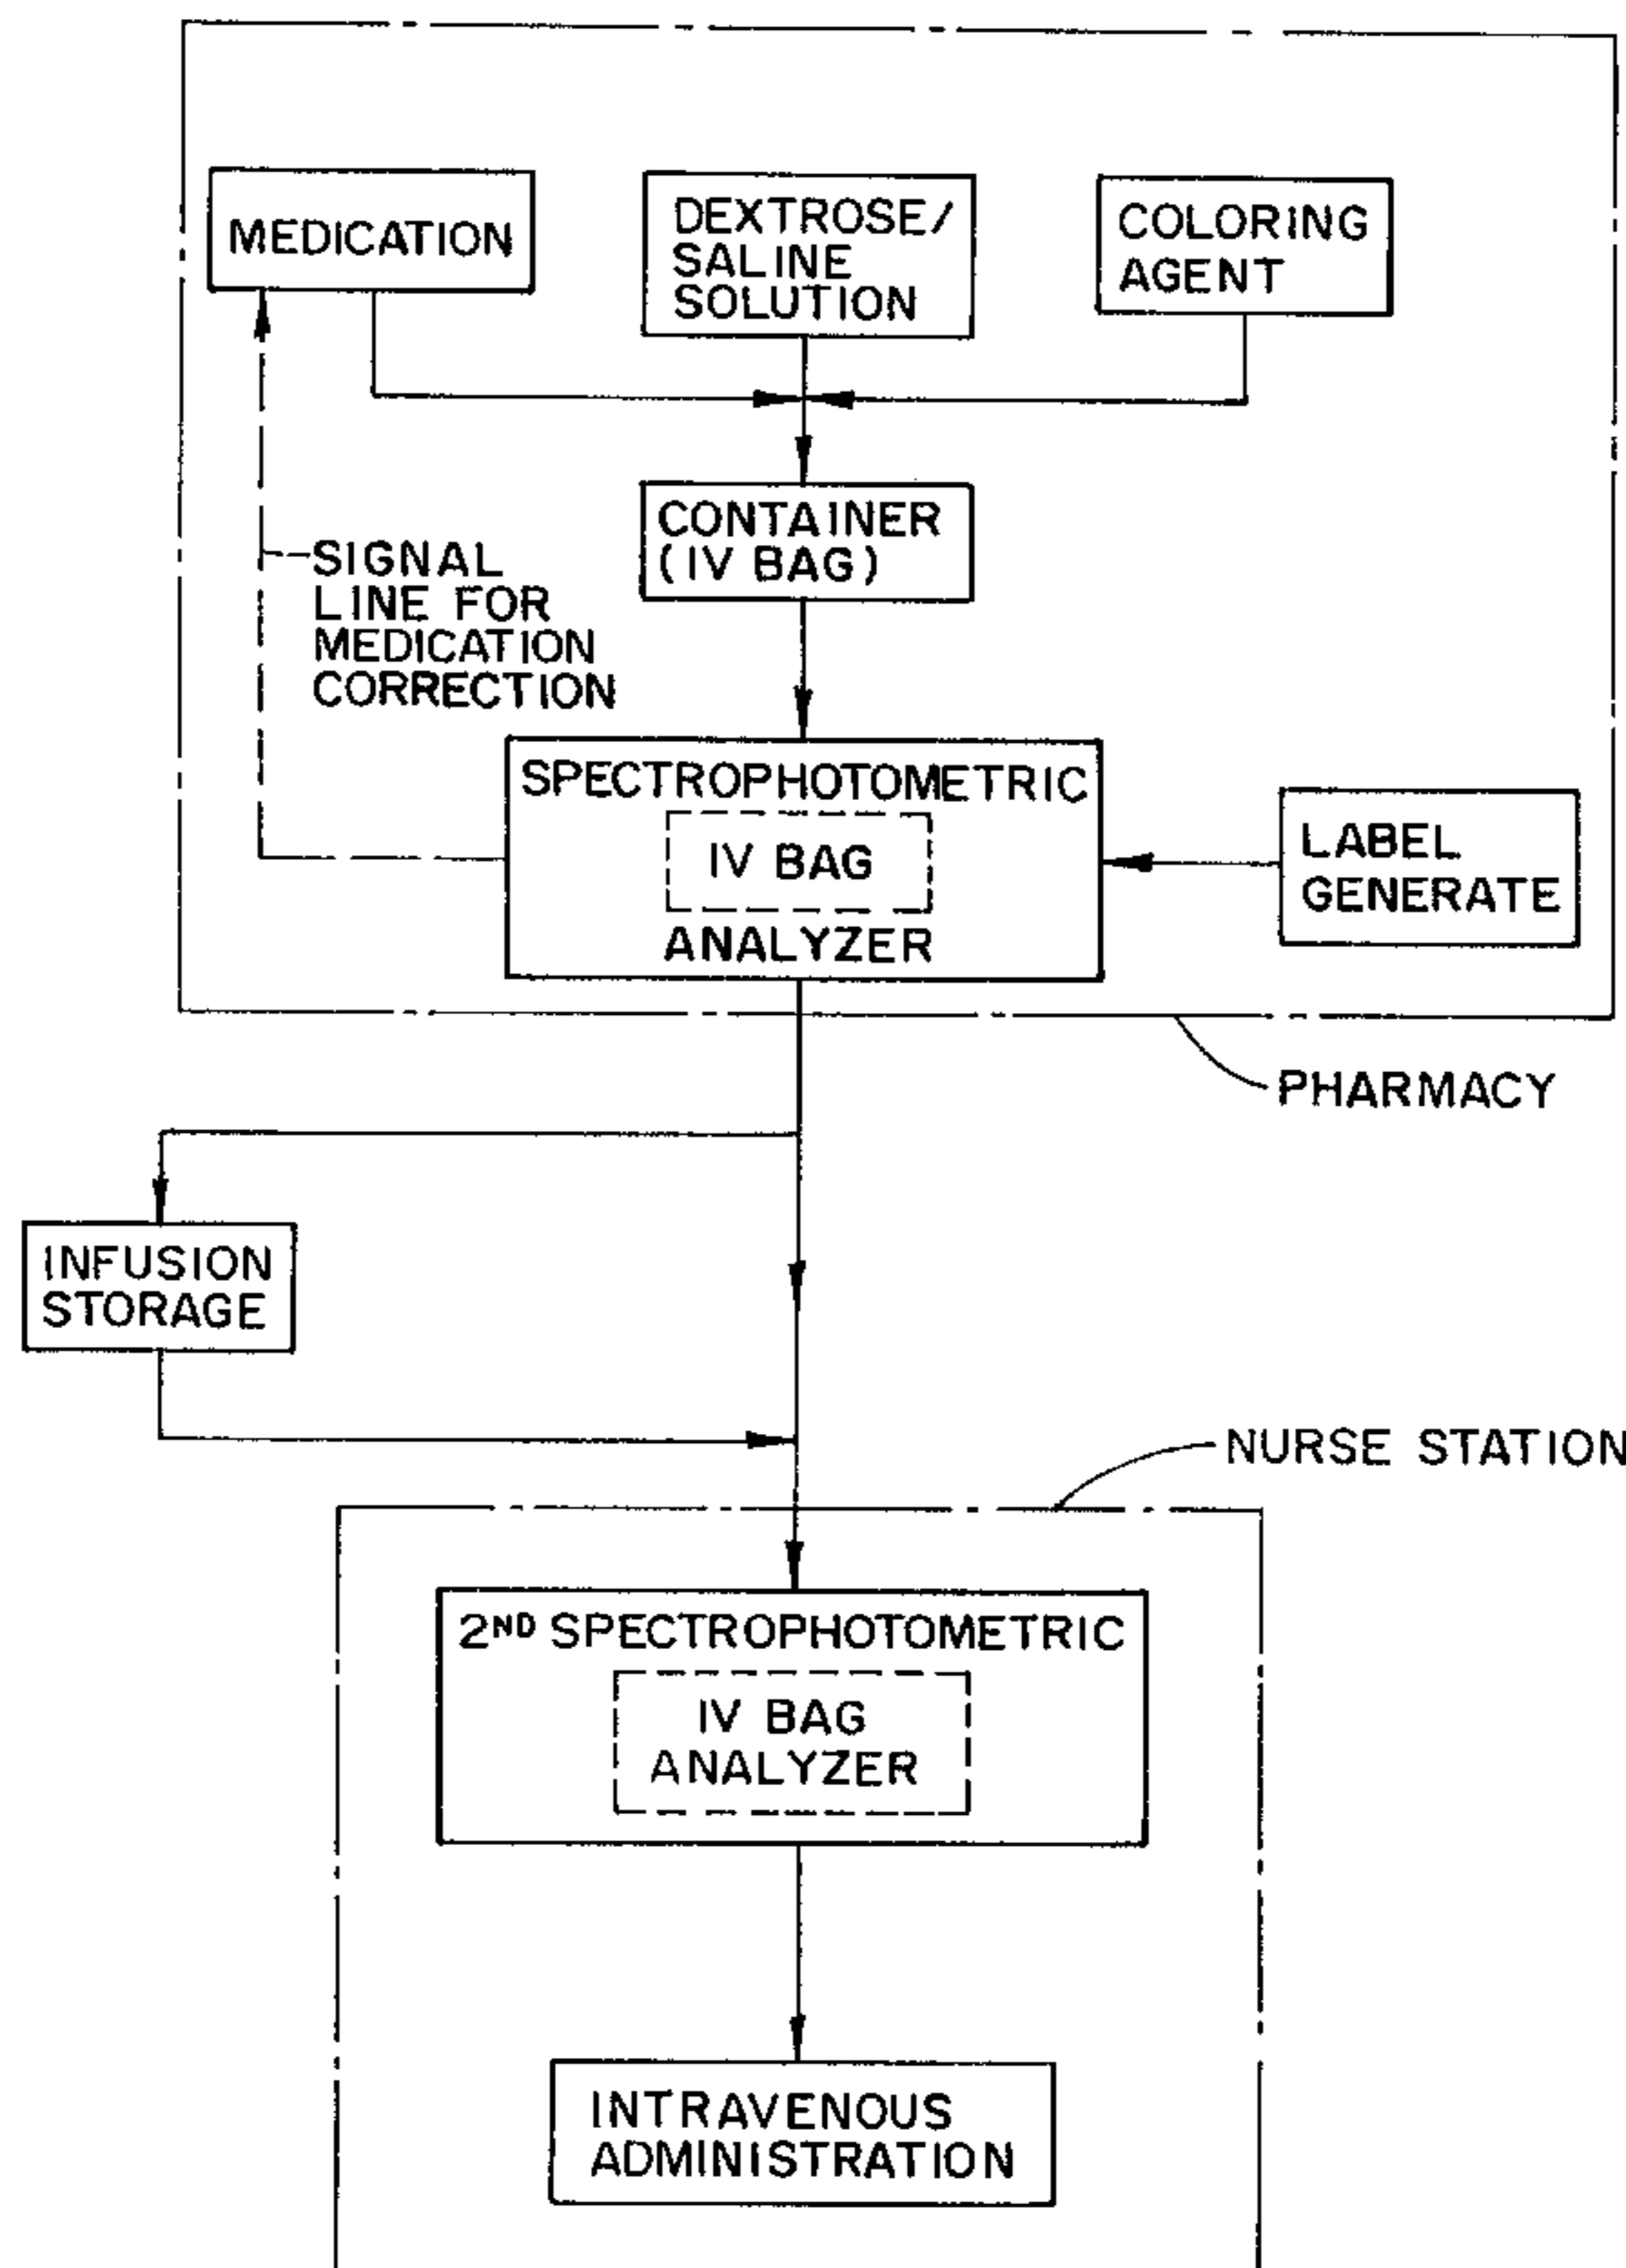 MEDICATION
DEXTROSE/
SALINE
SOLUTION
COLORING
AGENT
CONTAINER
(IV BAG)
SIGNAL
LINE FOR
MEDICATION
CORRECTION
SPECTROPHOTOMETRIC
IV BAG
ANALYZER
LABEL
GENERATE
PHARMACY
INFUSION
STORAGE
NURSE STATION
2ND SPECTROPHOTOMETRIC
IV BAG
ANALYZER
INTRAVENOUS
ADMINISTRATION